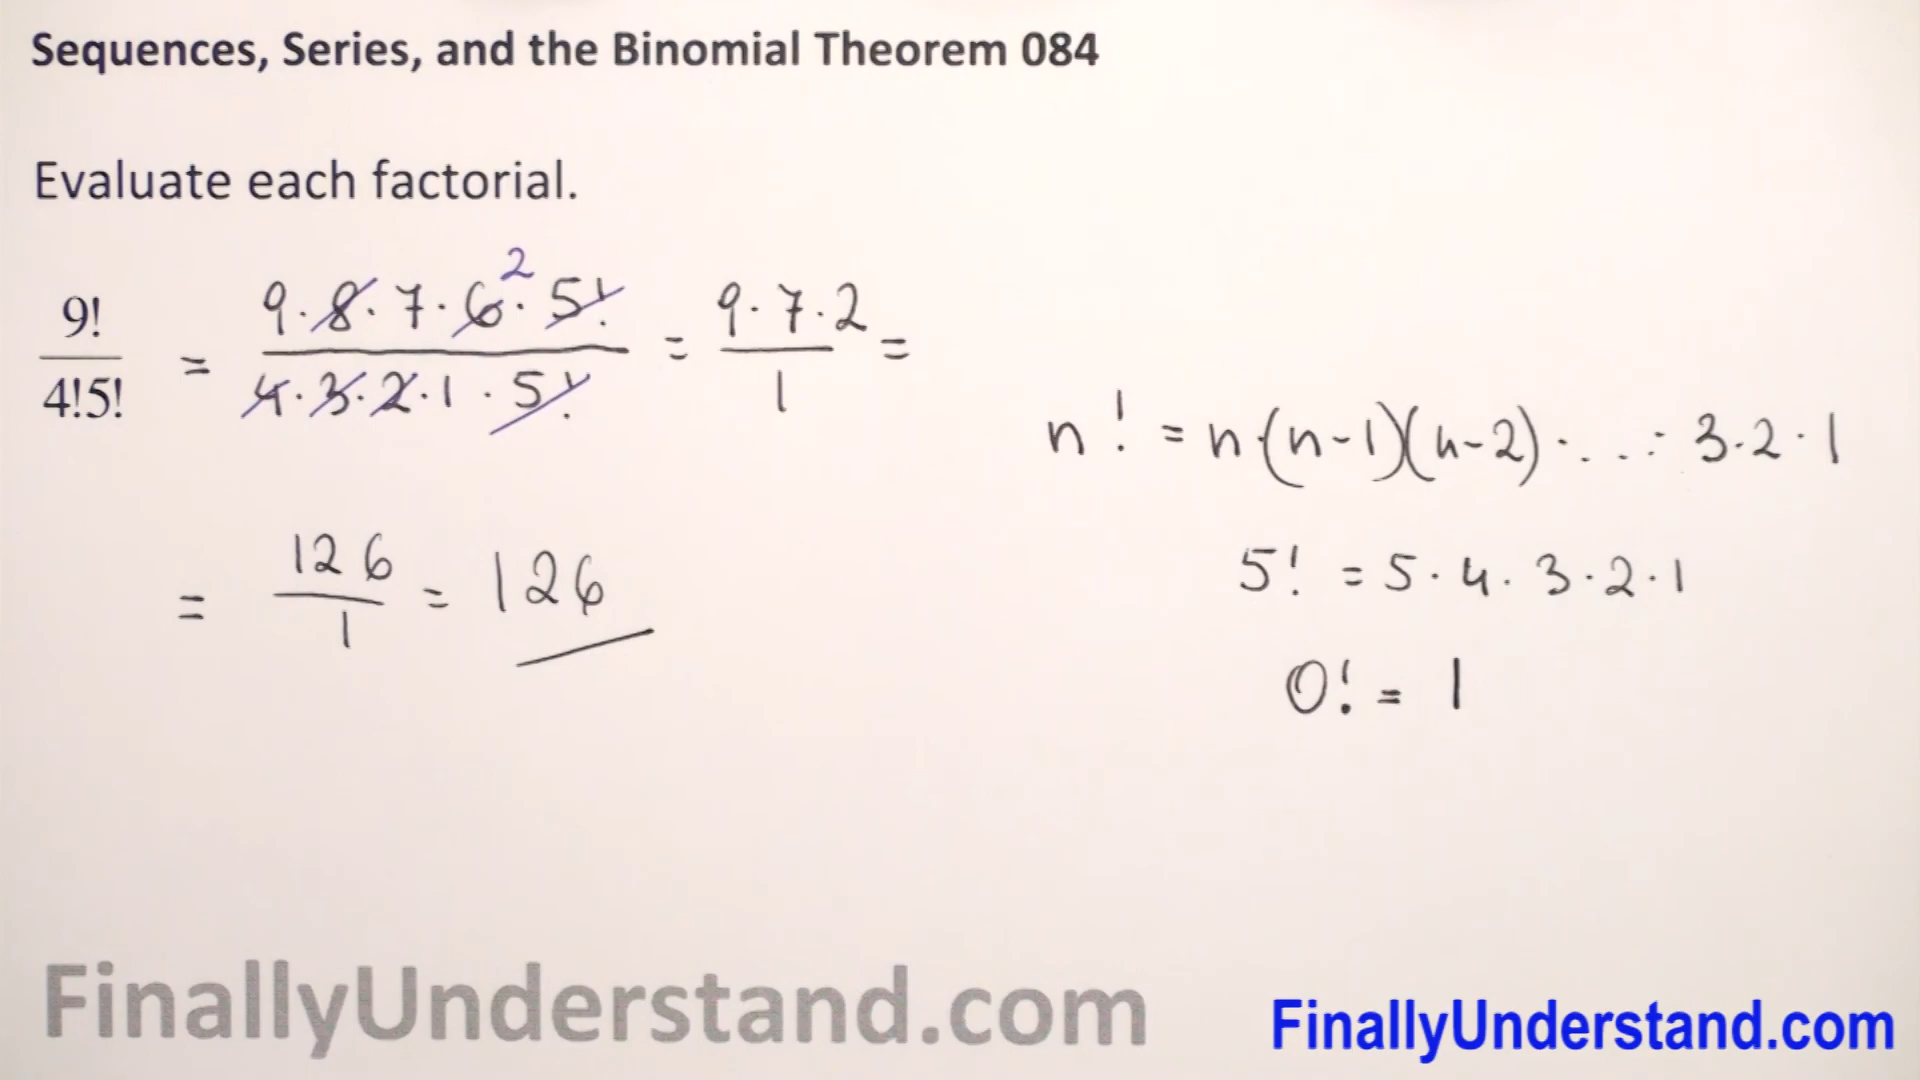 Sequences, Series, and the Binomial Theorem 084
Evaluate each factorial.
9!/4!5! = 9·8·7·6·5!/4·3·2·1·5! = 9·7·2/1 =
2
n! = n·(n-1)(n-2)·...· 3·2·1
= 126/1 = 126
5! = 5·4·3·2·1
0! = 1
FinallyUnderstand.com
FinallyUnderstand.com